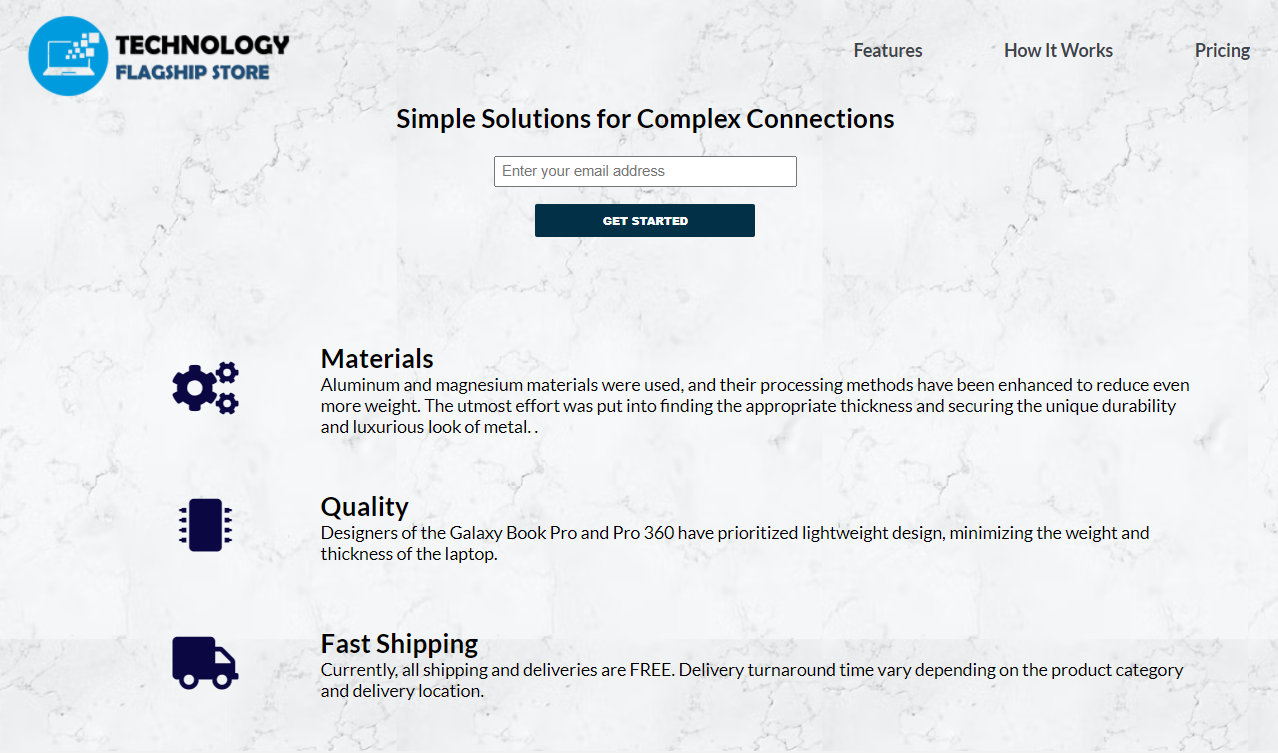 TECHNOLOGY
FLAGSHIP STORE
Features
How It Works
Pricing
Simple Solutions for Complex Connections
Enter your email address
GET STARTED
Materials
Aluminum and magnesium materials were used, and their processing methods have been enhanced to reduce even
more weight. The utmost effort was put into finding the appropriate thickness and securing the unique durability
and luxurious look of metal. .
Quality
Designers of the Galaxy Book Pro and Pro 360 have prioritized lightweight design, minimizing the weight and
thickness of the laptop.
Fast Shipping
Currently, all shipping and deliveries are FREE. Delivery turnaround time vary depending on the product category
and delivery location.